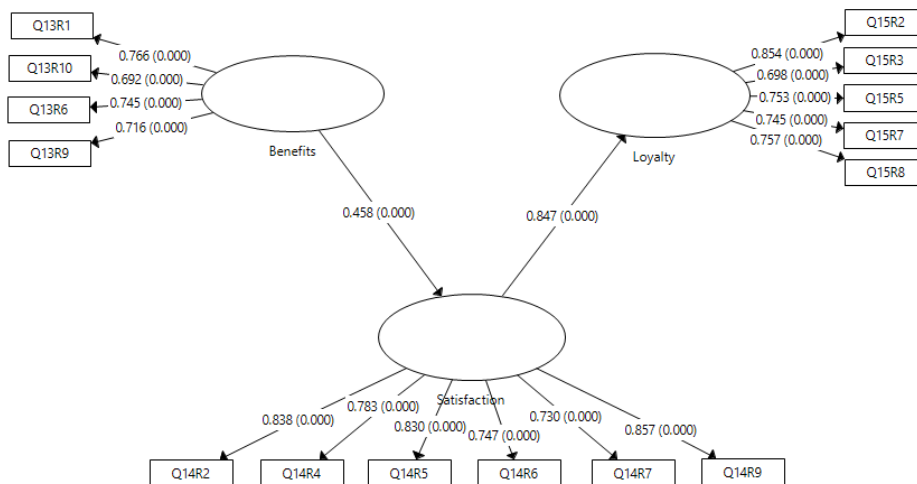 Q13R1
Q13R10
Q13R6
Q13R9
0.766 (0.000)
0.692 (0.000)
0.745 (0.000)
0.716 (0.000)
Benefits
Q15R2
Q15R3
Q15R5
Q15R7
Q15R8
0.854 (0.000)
0.698 (0.000)
0.753 (0.000)
0.745 (0.000)
0.757 (0.000)
Loyalty
0.458 (0.000)
0.847 (0.000)
Satisfaction
0.838 (0.000)
0.783 (0.000)
0.830 (0.000)
0.747 (0.000)
0.730 (0.000)
0.857 (0.000)
Q14R2
Q14R4
Q14R5
Q14R6
Q14R7
Q14R9